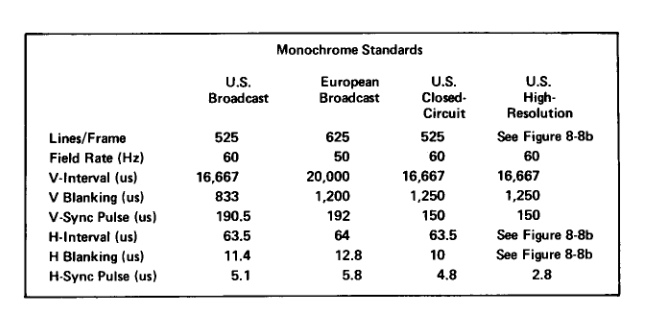 Monochrome Standards
U.S. European U.S. U.S.
Broadcast Broadcast Closed- High-
Circuit Resolution
Lines/Frame 525 625 525 See Figure 8-8b
Field Rate (Hz) 60 50 60 60
V-Interval (us) 16,667 20,000 16,667 16,667
V Blanking (us) 833 1,200 1,250 1,250
V-Sync Pulse (us) 190.5 192 150 150
H-Interval (us) 63.5 64 63.5 See Figure 8-8b
H Blanking (us) 11.4 12.8 10 See Figure 8-8b
H-Sync Pulse (us) 5.1 5.8 4.8 2.8